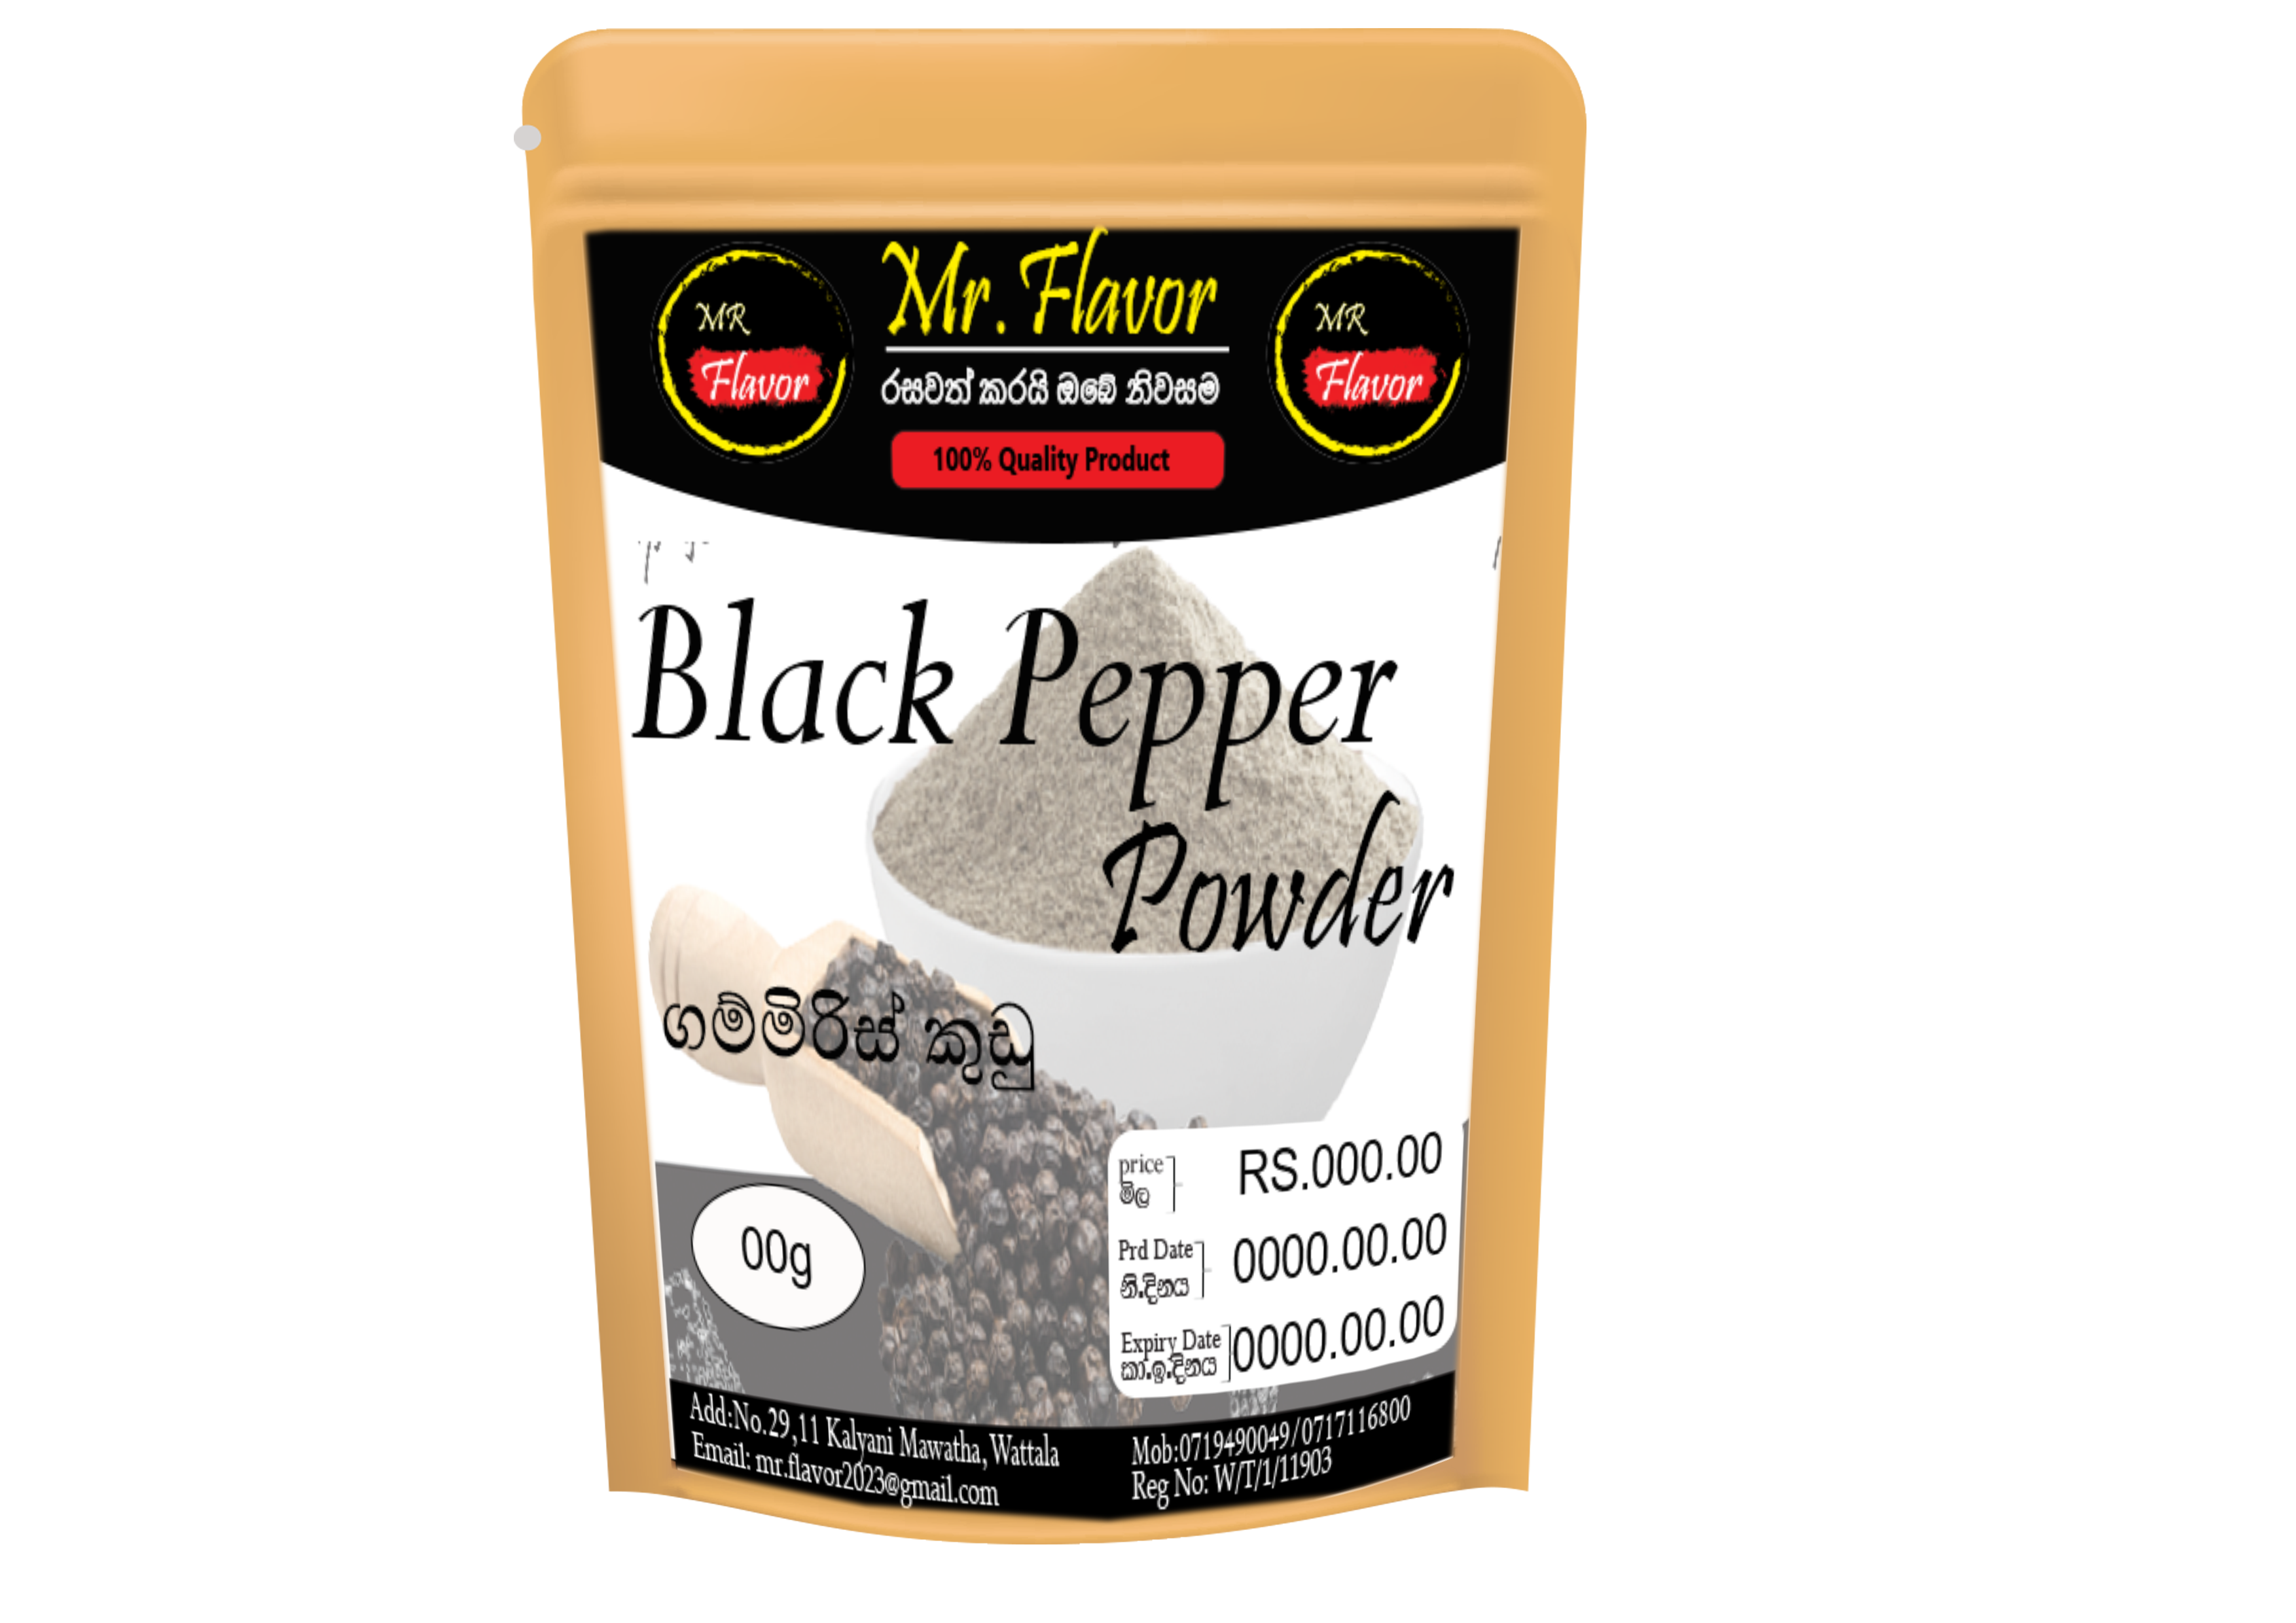 MR
Flavor
Mr. Flavor
රසවත් කරයි ඔබේ නිවසම
100% Quality Product
MR
Flavor
Black Pepper
Powder
ගම්මිරිස් කුඩු
00g
price
මිල
RS.000.00
Prd Date
නි.දිනය
0000.00.00
Expiry Date
කා.ඉ.දිනය
0000.00.00
Add:No.29,11 Kalyani Mawatha, Wattala
Email: mr.flavor2023@gmail.com
Mob:0719490049/0717116800
Reg No: W/T/1/11903